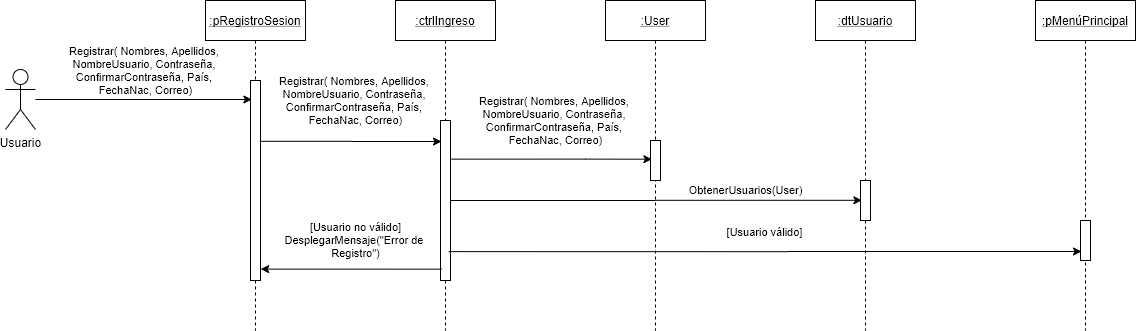 :pRegistroSesion
:ctrlIngreso
:User
:dtUsuario
:pMenúPrincipal
Registrar( Nombres, Apellidos,
NombreUsuario, Contraseña,
ConfirmarContraseña, País,
FechaNac, Correo)
Usuario
Registrar( Nombres, Apellidos,
NombreUsuario, Contraseña,
ConfirmarContraseña, País,
FechaNac, Correo)
Registrar( Nombres, Apellidos,
NombreUsuario, Contraseña,
ConfirmarContraseña, País,
FechaNac, Correo)
ObtenerUsuarios(User)
[Usuario no válido]
DesplegarMensaje("Error de
Registro")
[Usuario válido]